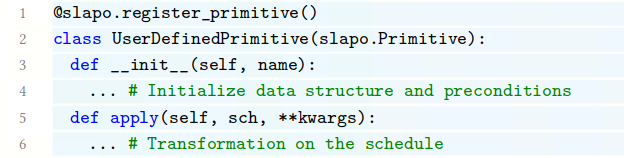 1 @slapo.register_primitive()
2 class UserDefinedPrimitive(slapo.Primitive):
3   def __init__(self, name):
4     ... # Initialize data structure and preconditions
5   def apply(self, sch, **kwargs):
6     ... # Transformation on the schedule